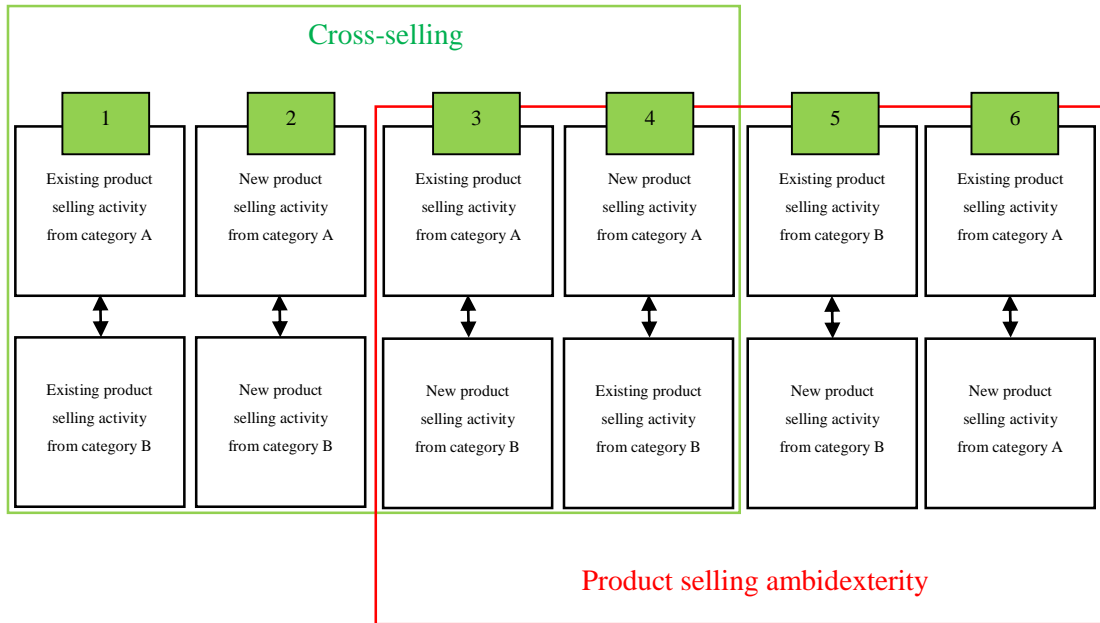 Cross-selling
1
2
3
4
5
6
Existing product
selling activity
from category A
New product
selling activity
from category A
Existing product
selling activity
from category A
New product
selling activity
from category A
Existing product
selling activity
from category B
Existing product
selling activity
from category A
Existing product
selling activity
from category B
New product
selling activity
from category B
New product
selling activity
from category B
Existing product
selling activity
from category B
New product
selling activity
from category B
New product
selling activity
from category A
Product selling ambidexterity